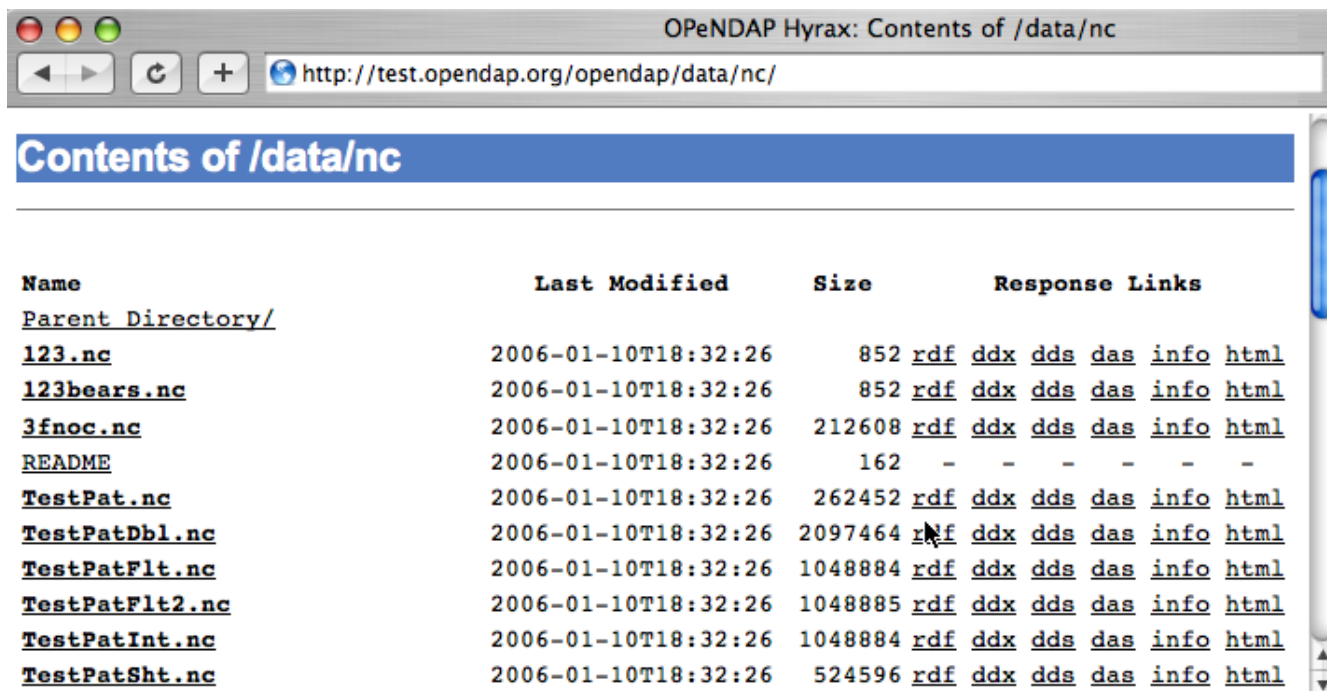 OPeNDAP Hyrax: Contents of /data/nc
http://test.opendap.org/opendap/data/nc/
Contents of /data/nc
Name Last Modified Size Response Links
Parent Directory/
123.nc 2006-01-10T18:32:26 852 rdf ddx dds das info html
123bears.nc 2006-01-10T18:32:26 852 rdf ddx dds das info html
3fnoc.nc 2006-01-10T18:32:26 212608 rdf ddx dds das info html
README 2006-01-10T18:32:26 162 - - - - - -
TestPat.nc 2006-01-10T18:32:26 262452 rdf ddx dds das info html
TestPatDbl.nc 2006-01-10T18:32:26 2097464 rdf ddx dds das info html
TestPatFlt.nc 2006-01-10T18:32:26 1048884 rdf ddx dds das info html
TestPatFlt2.nc 2006-01-10T18:32:26 1048885 rdf ddx dds das info html
TestPatInt.nc 2006-01-10T18:32:26 1048884 rdf ddx dds das info html
TestPatSht.nc 2006-01-10T18:32:26 524596 rdf ddx dds das info html